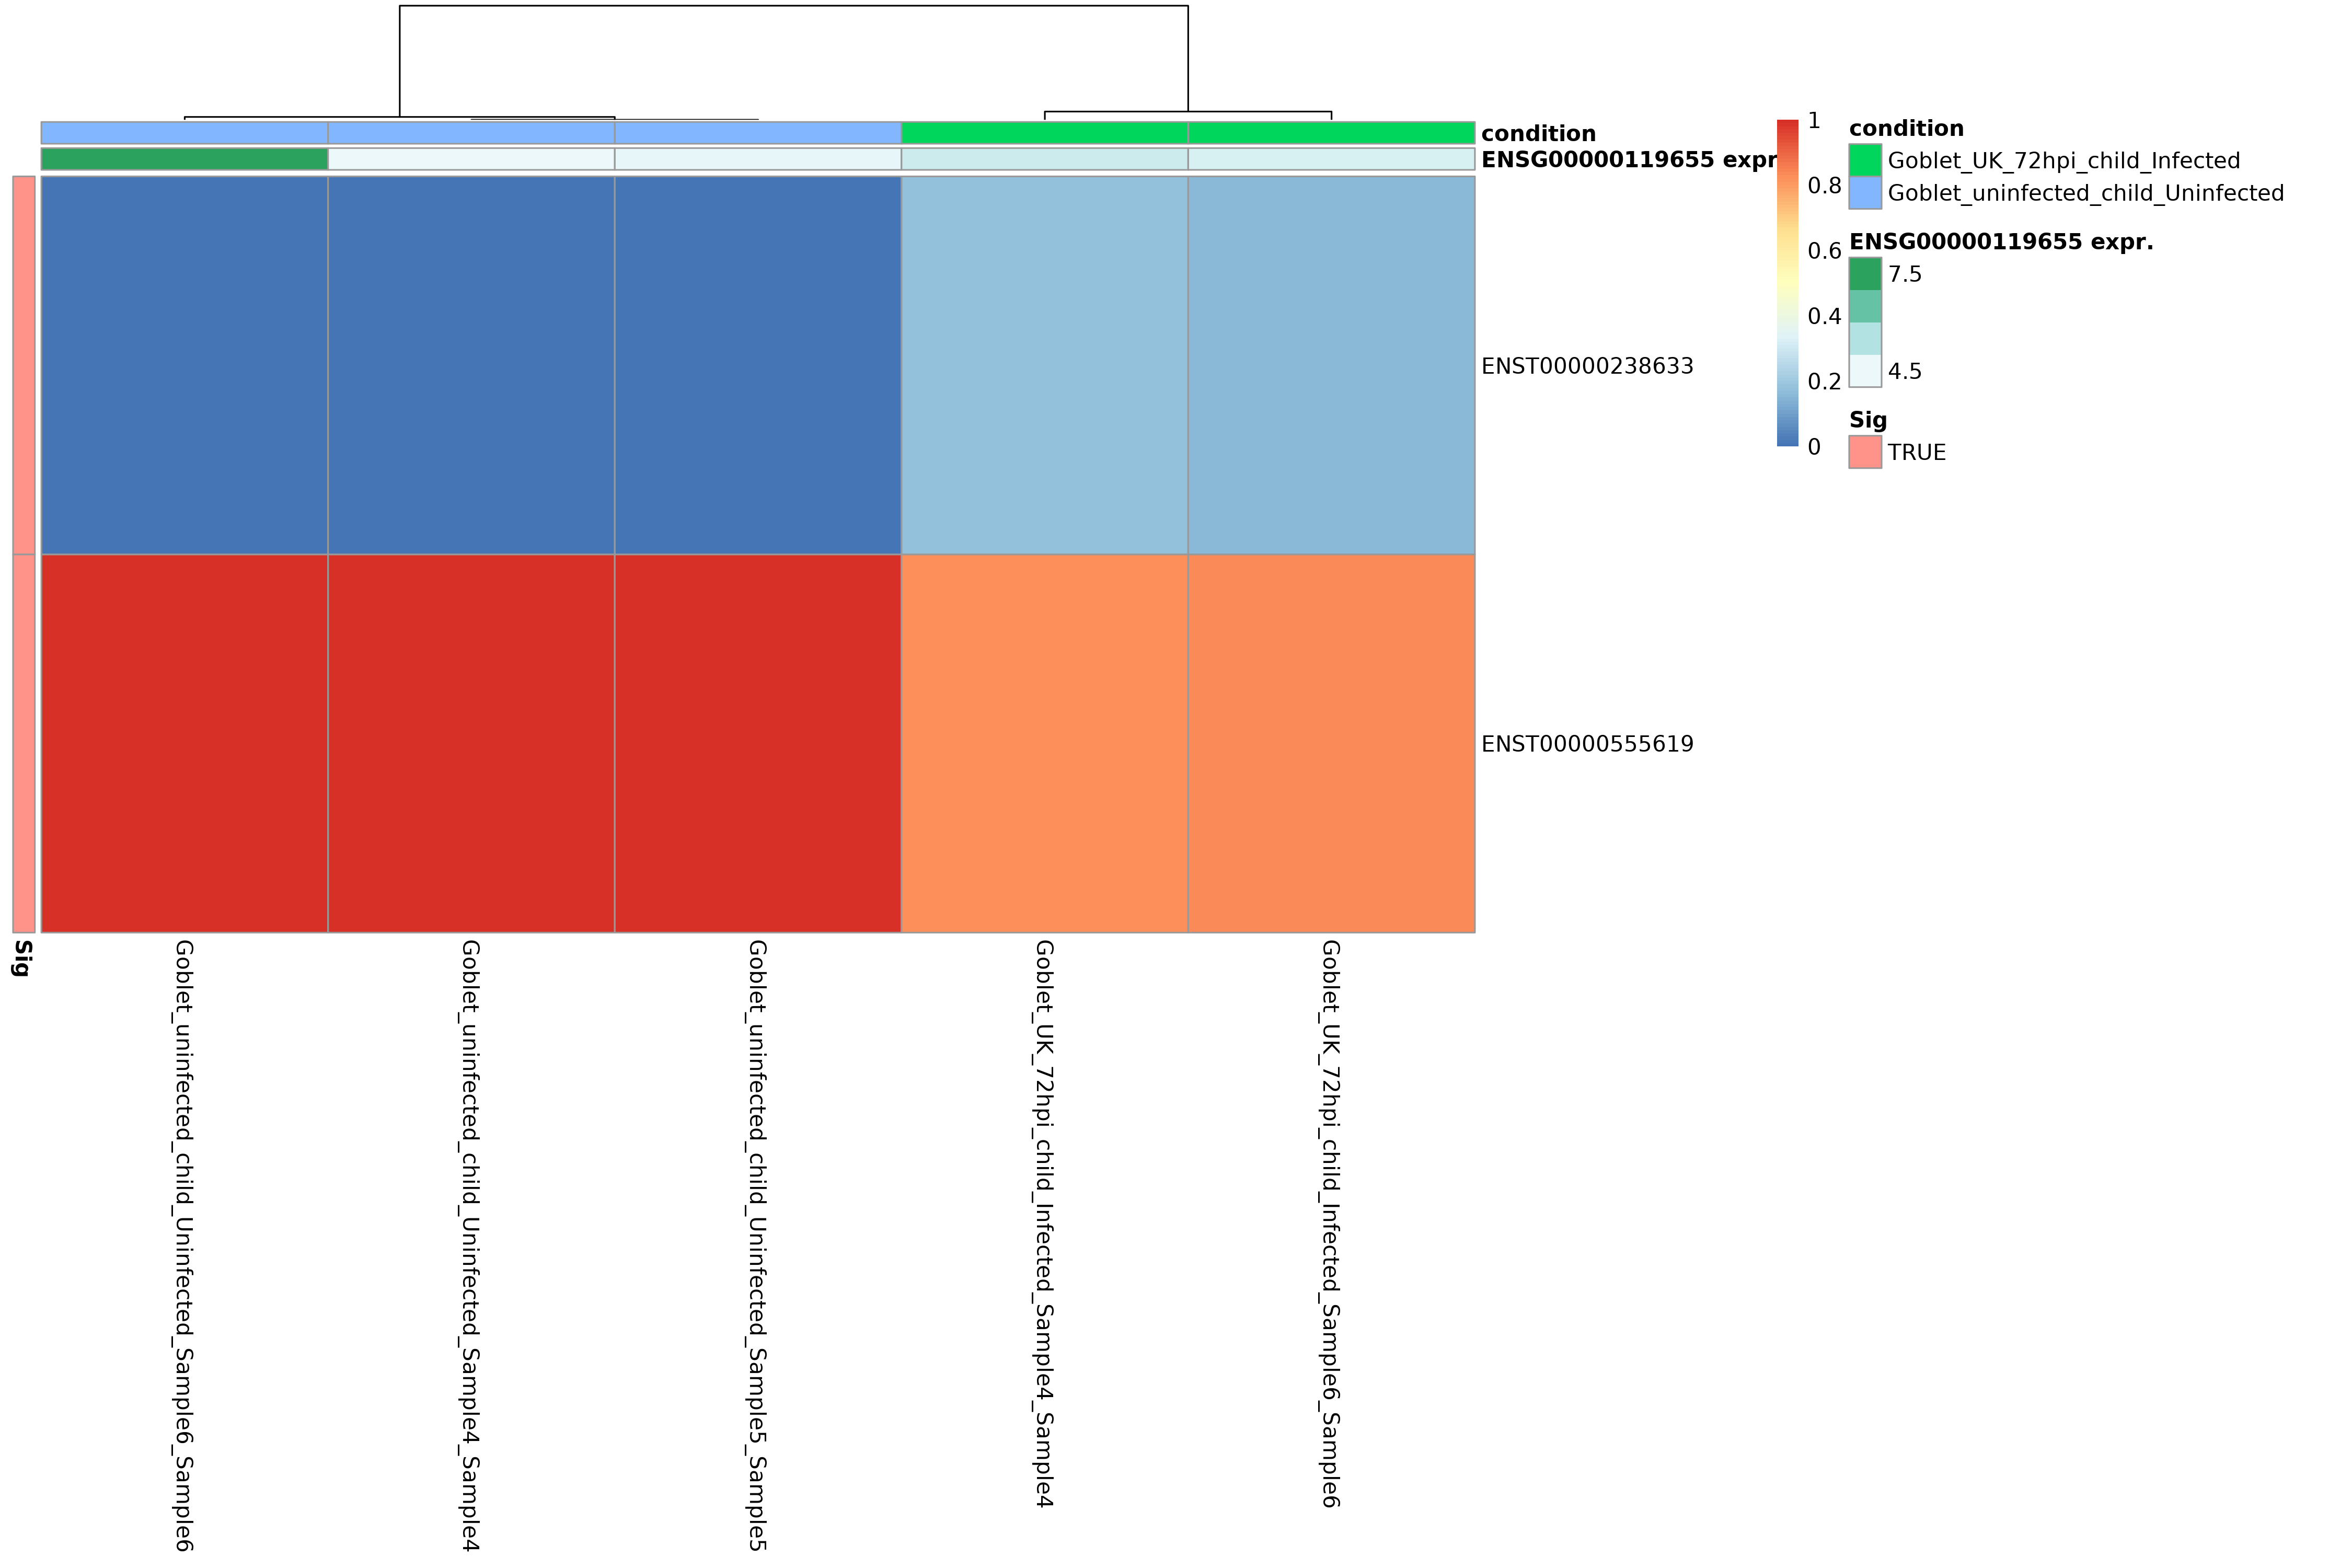 condition
ENSG00000119655 expr
1
0.8
0.6
0.4
0.2
0
condition
Goblet_UK_72hpi_child_Infected
Goblet_uninfected_child_Uninfected
ENSG00000119655 expr.
7.5
4.5
Sig
TRUE
ENST00000238633
ENST00000555619
Sig
Goblet_uninfected_child_Uninfected_Sample6_Sample6
Goblet_uninfected_child_Uninfected_Sample4_Sample4
Goblet_uninfected_child_Uninfected_Sample5_Sample5
Goblet_UK_72hpi_child_Infected_Sample4_Sample4
Goblet_UK_72hpi_child_Infected_Sample6_Sample6